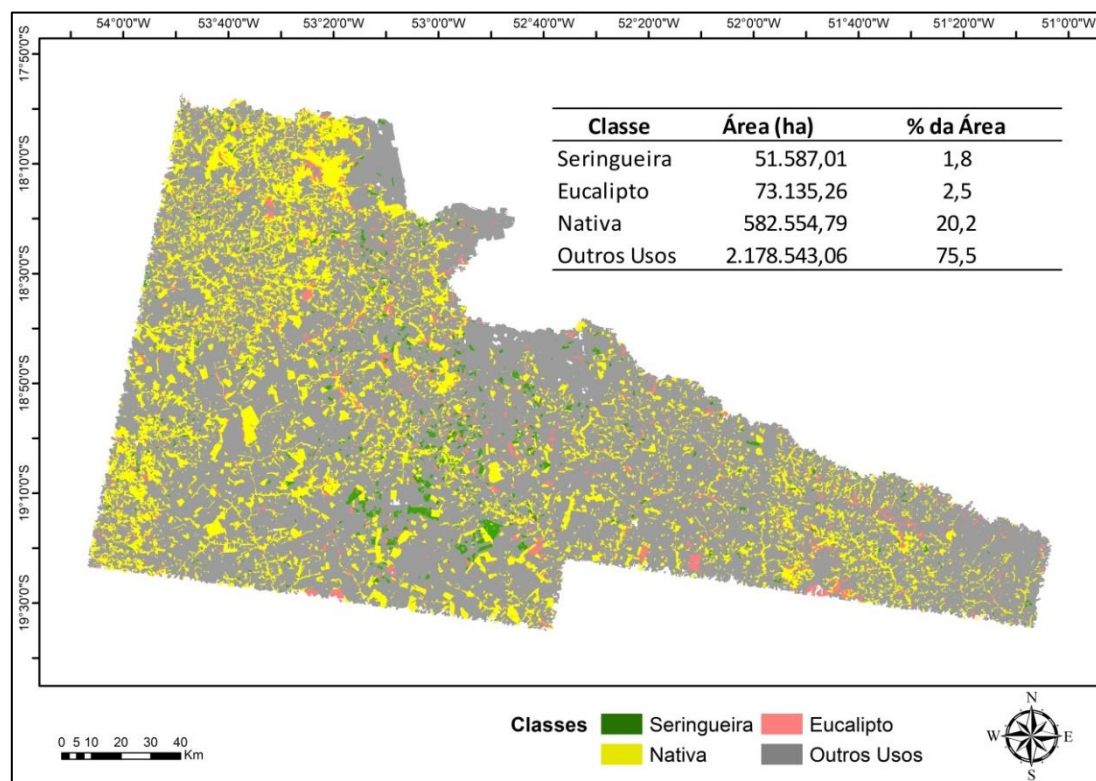 54°0'0"W 53°40'0"W 53°20'0"W 53°0'0"W 52°40'0"W 52°20'0"W 52°0'0"W 51°40'0"W 51°20'0"W 51°0'0"W
17°50'0"S
18°10'0"S
18°30'0"S
18°50'0"S
19°10'0"S
19°30'0"S
Classe Área (ha) % da Área
Seringueira 51.587,01 1,8
Eucalipto 73.135,26 2,5
Nativa 582.554,79 20,2
Outros Usos 2.178.543,06 75,5
Classes Seringueira Eucalipto
Nativa Outros Usos
0 5 10 20 30 40
Km
N
W E
S